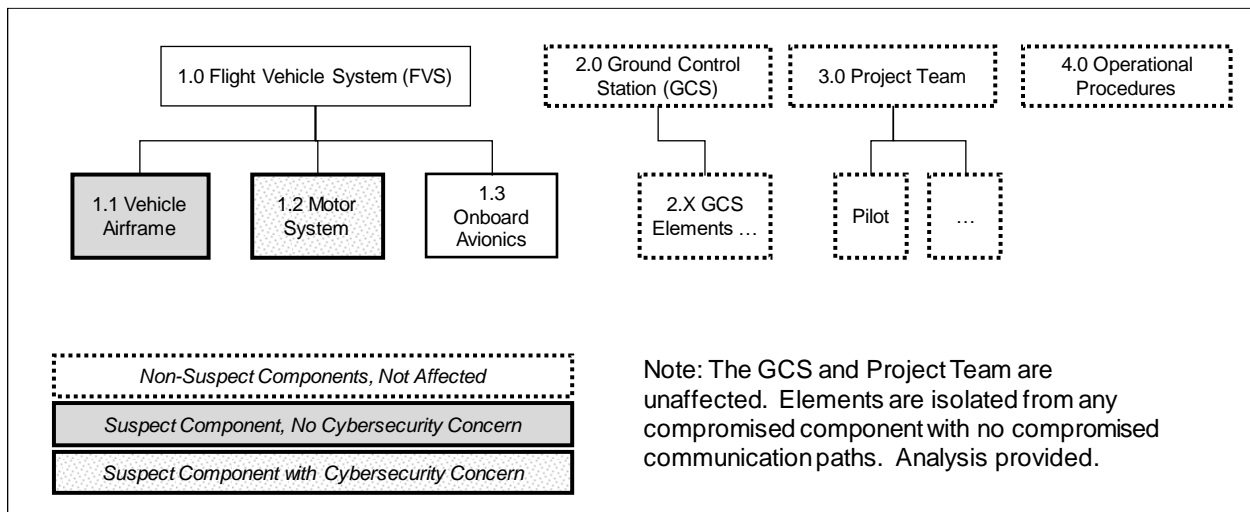 1.0 Flight Vehicle System (FVS)
2.0 Ground Control
Station (GCS)
3.0 Project Team
4.0 Operational
Procedures
1.1 Vehicle
Airframe
1.2 Motor
System
1.3
Onboard
Avionics
2.X GCS
Elements …
Pilot
…
Non-Suspect Components, Not Affected
Suspect Component, No Cybersecurity Concern
Suspect Component with Cybersecurity Concern
Note: The GCS and Project Team are
unaffected. Elements are isolated from any
compromised component with no compromised
communication paths. Analysis provided.